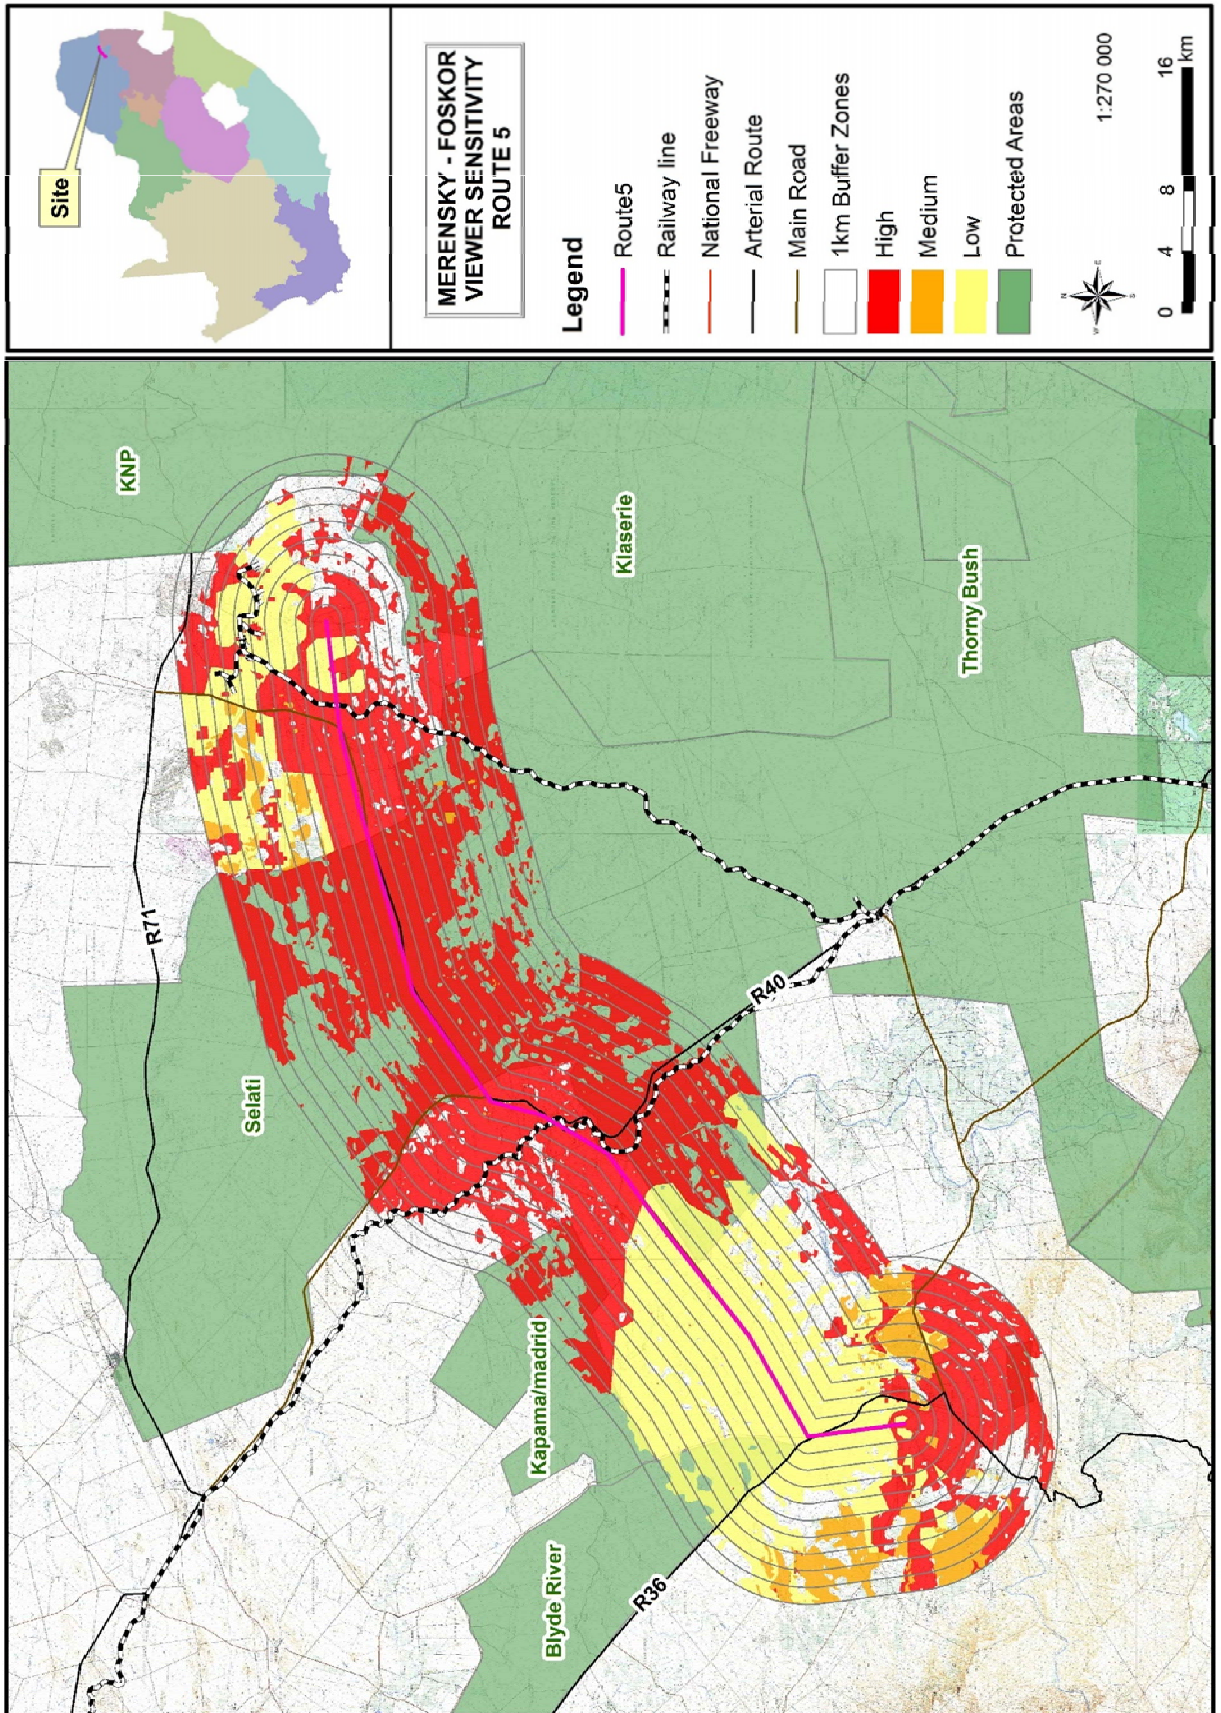 Site
MERENSKY - FOSKOR
VIEWER SENSITIVITY
ROUTE 5
Legend
Route5
Railway line
National Freeway
Arterial Route
Main Road
1km Buffer Zones
High
Medium
Low
Protected Areas
N
E
S
W
1:270 000
0 4 8 16
km
KNP
R71
Selati
Klaserie
Thorny Bush
R40
Kapama/madrid
Blyde River
R36